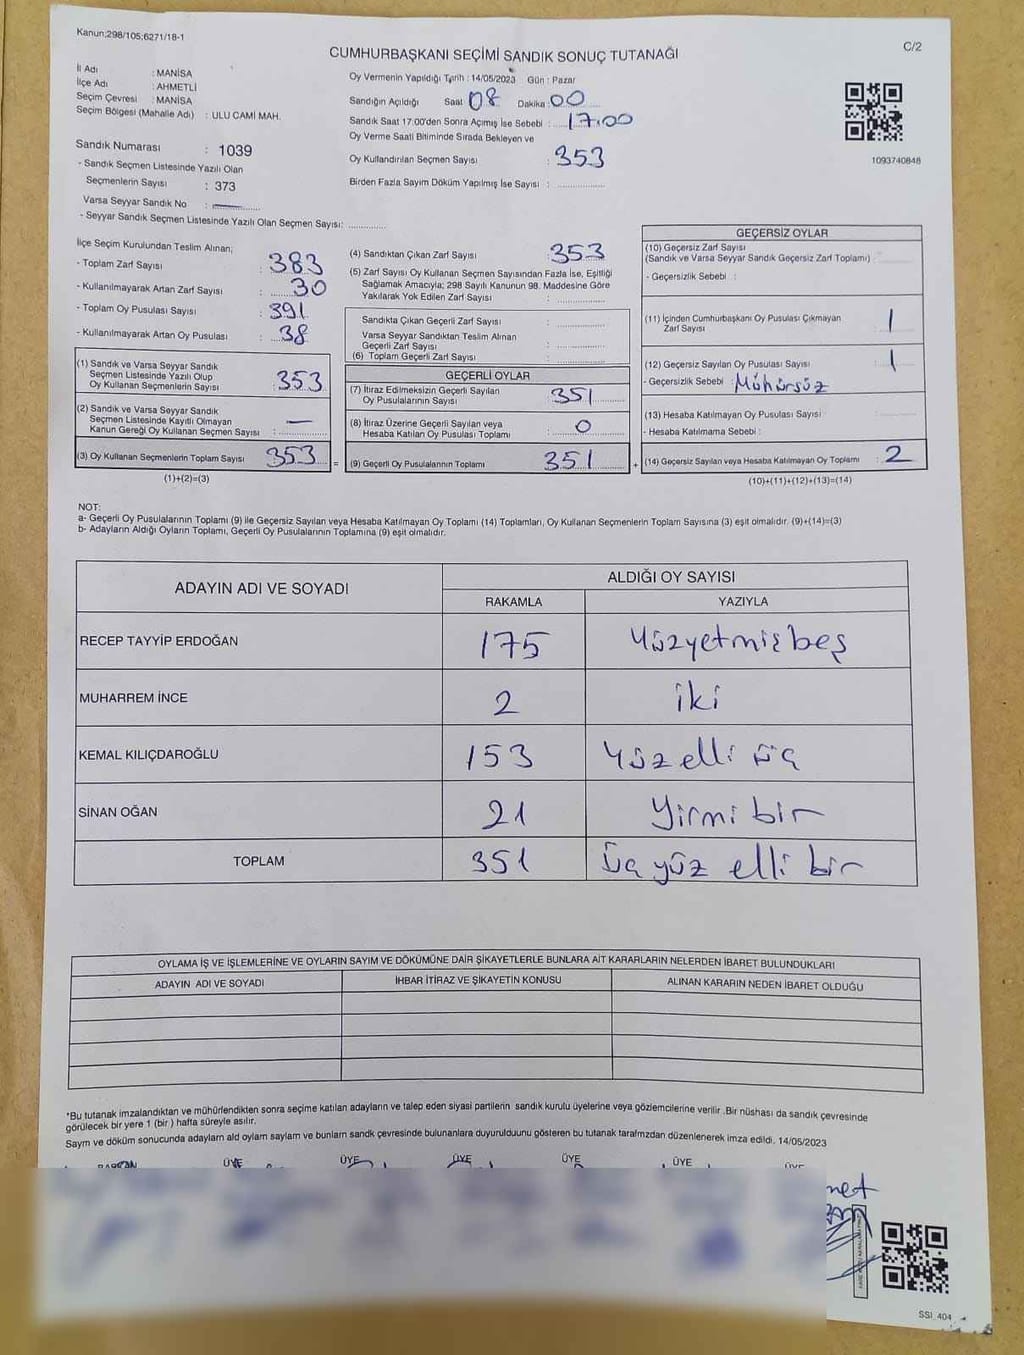 Kanun;298/105;6271/18-1
C/2
CUMHURBAŞKANI SEÇİMİ SANDIK SONUÇ TUTANAĞI
İl Adı : MANİSA
İlçe Adı : AHMETLİ
Seçim Çevresi : MANİSA
Seçim Bölgesi (Mahalle Adı) : ULU CAMİ MAH.
Sandık Numarası : 1039
- Sandık Seçmen Listesinde Yazılı Olan
Seçmenlerin Sayısı : 373
Varsa Seyyar Sandık No :
- Seyyar Sandık Seçmen Listesinde Yazılı Olan Seçmen Sayısı:
Oy Vermenin Yapıldığı Tarih : 14/05/2023 Gün : Pazar
Sandığın Açıldığı Saat 08 Dakika : 00
Sandık Saat 17.00'den Sonra Açımış İse Sebebi : 17:00
Oy Verme Saati Bitiminde Sırada Bekleyen ve
Oy Kullandırılan Seçmen Sayısı : 353
Birden Fazla Sayım Döküm Yapılmış İse Sayısı :
1093740848
İlçe Seçim Kurulundan Teslim Alınan;
- Toplam Zarf Sayısı : 383
- Kullanılmayarak Artan Zarf Sayısı : 30
- Toplam Oy Pusulası Sayısı : 391
- Kullanılmayarak Artan Oy Pusulası : 38
(1) Sandık ve Varsa Seyyar Sandık
Seçmen Listesinde Yazılı Olup
Oy Kullanan Seçmenlerin Sayısı : 353
(2) Sandık ve Varsa Seyyar Sandık
Seçmen Listesinde Kayıtlı Olmayan
Kanun Gereği Oy Kullanan Seçmen Sayısı : —
(3) Oy Kullanan Seçmenlerin Toplam Sayısı 353
(1)+(2)=(3)
(4) Sandıktan Çıkan Zarf Sayısı : 353
(5) Zarf Sayısı Oy Kullanan Seçmen Sayısından Fazla İse, Eşitliği
Sağlamak Amacıyla; 298 Sayılı Kanunun 98. Maddesine Göre
Yakılarak Yok Edilen Zarf Sayısı :
Sandıkta Çıkan Geçerli Zarf Sayısı :
Varsa Seyyar Sandıktan Teslim Alınan
Geçerli Zarf Sayısı :
(6) Toplam Geçerli Zarf Sayısı :
GEÇERLİ OYLAR
(7) İtiraz Edilmeksizin Geçerli Sayılan
Oy Pusulalarının Sayısı : 351
(8) İtiraz Üzerine Geçerli Sayılan veya
Hesaba Katılan Oy Pusulası Toplamı : 0
= (9) Geçerli Oy Pusulalarının Toplamı : 351
GEÇERSİZ OYLAR
(10) Geçersiz Zarf Sayısı
(Sandık ve Varsa Seyyar Sandık Geçersiz Zarf Toplamı) :
- Geçersizlik Sebebi :
(11) İçinden Cumhurbaşkanı Oy Pusulası Çıkmayan
Zarf Sayısı : 1
(12) Geçersiz Sayılan Oy Pusulası Sayısı : 1
- Geçersizlik Sebebi Mühürsüz
(13) Hesaba Katılmayan Oy Pusulası Sayısı :
- Hesaba Katılmama Sebebi :
+ (14) Geçersiz Sayılan veya Hesaba Katılmayan Oy Toplamı : 2
(10)+(11)+(12)+(13)=(14)
NOT:
a- Geçerli Oy Pusulalarının Toplamı (9) ile Geçersiz Sayılan veya Hesaba Katılmayan Oy Toplamı (14) Toplamları, Oy Kullanan Seçmenlerin Toplam Sayısına (3) eşit olmalıdır. (9)+(14)=(3)
b- Adayların Aldığı Oyların Toplamı, Geçerli Oy Pusulalarının Toplamına (9) eşit olmalıdır.
ADAYIN ADI VE SOYADI ALDIĞI OY SAYISI
RAKAMLA YAZIYLA
RECEP TAYYİP ERDOĞAN 175 Yüzyetmiş beş
MUHARREM İNCE 2 iki
KEMAL KILIÇDAROĞLU 153 Yüz elli üç
SİNAN OĞAN 21 Yirmi bir
TOPLAM 351 Üç yüz elli bir
OYLAMA İŞ VE İŞLEMLERİNE VE OYLARIN SAYIM VE DÖKÜMÜNE DAİR ŞİKAYETLERLE BUNLARA AİT KARARLARIN NELERDEN İBARET BULUNDUKLARI
ADAYIN ADI VE SOYADI İHBAR İTİRAZ VE ŞİKAYETİN KONUSU ALINAN KARARIN NEDEN İBARET OLDUĞU
*Bu tutanak imzalandıktan ve mühürlendikten sonra seçime katılan adayların ve talep eden siyasi partilerin sandık kurulu üyelerine veya gözlemcilerine verilir .Bir nüshası da sandık çevresinde
görülecek bir yere 1 (bir ) hafta süreyle asılır.
Sayım ve döküm sonucunda adaylarn ald oylarn saylarn ve bunlarn sandk çevresinde bulunanlara duyurulduunu gösteren bu tutanak tarafmzdan düzenlenerek imza edildi. 14/05/2023
BAŞKAN ÜYE ÜYE ÜYE ÜYE ÜYE ÜYE
SSI_404